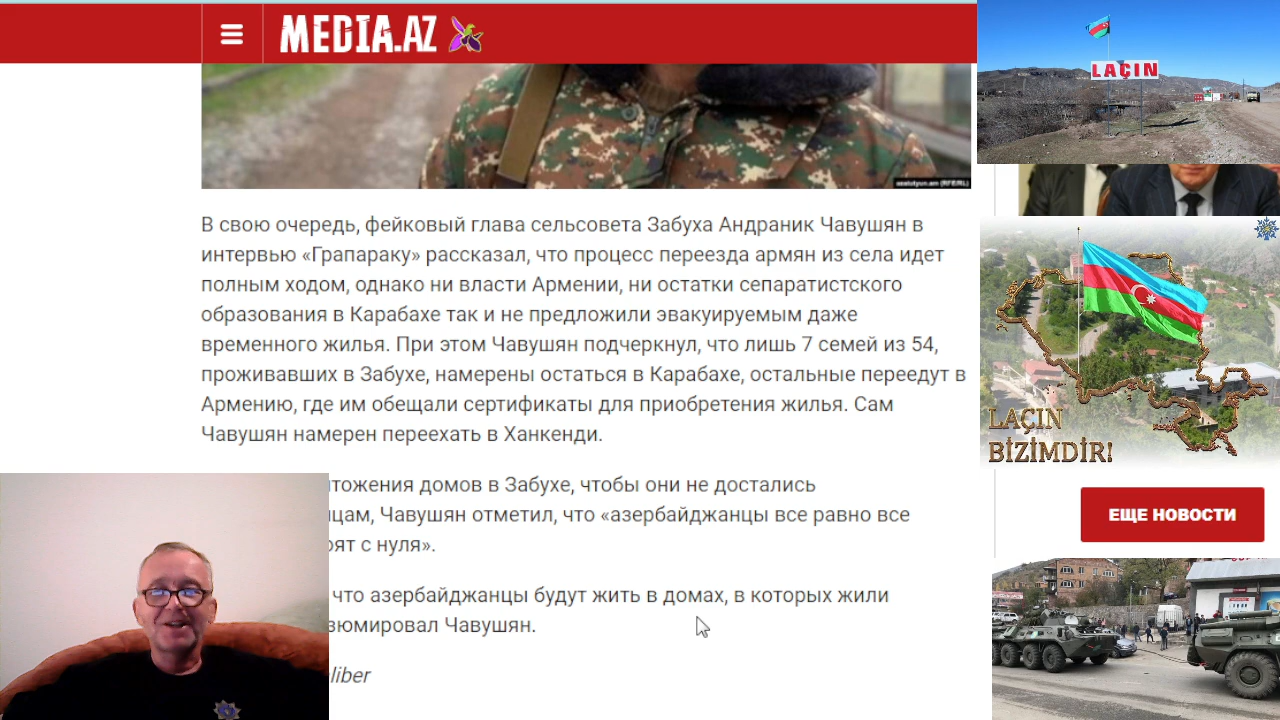 MEDIA.AZ
LAÇIN
azatutyun.am (RFE/RL)
В свою очередь, фейковый глава сельсовета Забуха Андраник Чавушян в
интервью «Грапараку» рассказал, что процесс переезда армян из села идет
полным ходом, однако ни власти Армении, ни остатки сепаратистского
образования в Карабахе так и не предложили эвакуируемым даже
временного жилья. При этом Чавушян подчеркнул, что лишь 7 семей из 54,
проживавших в Забухе, намерены остаться в Карабахе, остальные переедут в
Армению, где им обещали сертификаты для приобретения жилья. Сам
Чавушян намерен переехать в Ханкенди.
LAÇIN
BİZİMDİR!
тожения домов в Забухе, чтобы они не достались
цам, Чавушян отметил, что «азербайджанцы все равно все
оят с нуля».
ЕЩЕ НОВОСТИ
что азербайджанцы будут жить в домах, в которых жили
зюмировал Чавушян.
liber